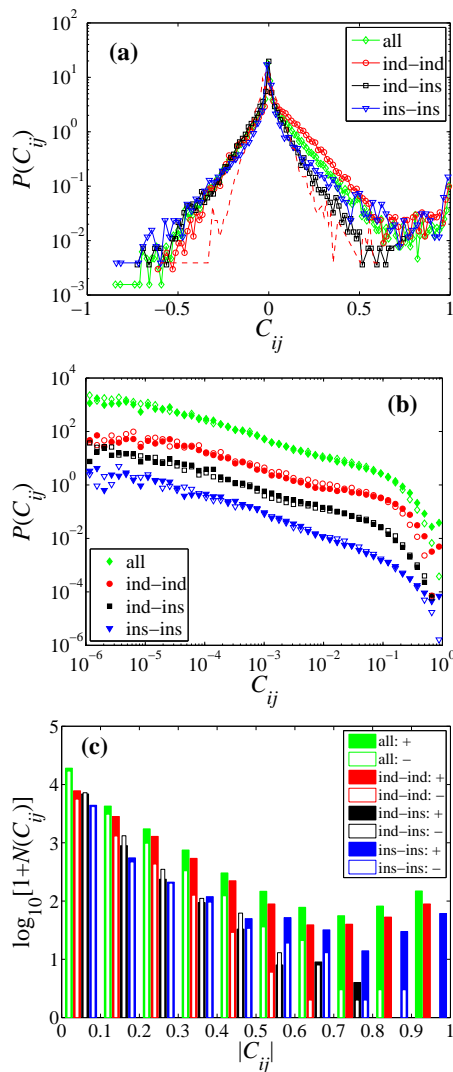 (a)
all
ind−ind
ind−ins
ins−ins
10^2
10^1
10^0
10^−1
10^−2
10^−3
P(C_ij)
−1 −0.5 0 0.5 1
C_ij
(b)
10^4
10^2
10^0
10^−2
10^−4
10^−6
P(C_ij)
all
ind−ind
ind−ins
ins−ins
10^−6 10^−5 10^−4 10^−3 10^−2 10^−1 10^0
C_ij
(c)
all: +
all: −
ind−ind: +
ind−ind: −
ind−ins: +
ind−ins: −
ins−ins: +
ins−ins: −
5
4
3
2
1
0
log_10[1+N(C_ij)]
0 0.1 0.2 0.3 0.4 0.5 0.6 0.7 0.8 0.9 1
|C_ij|